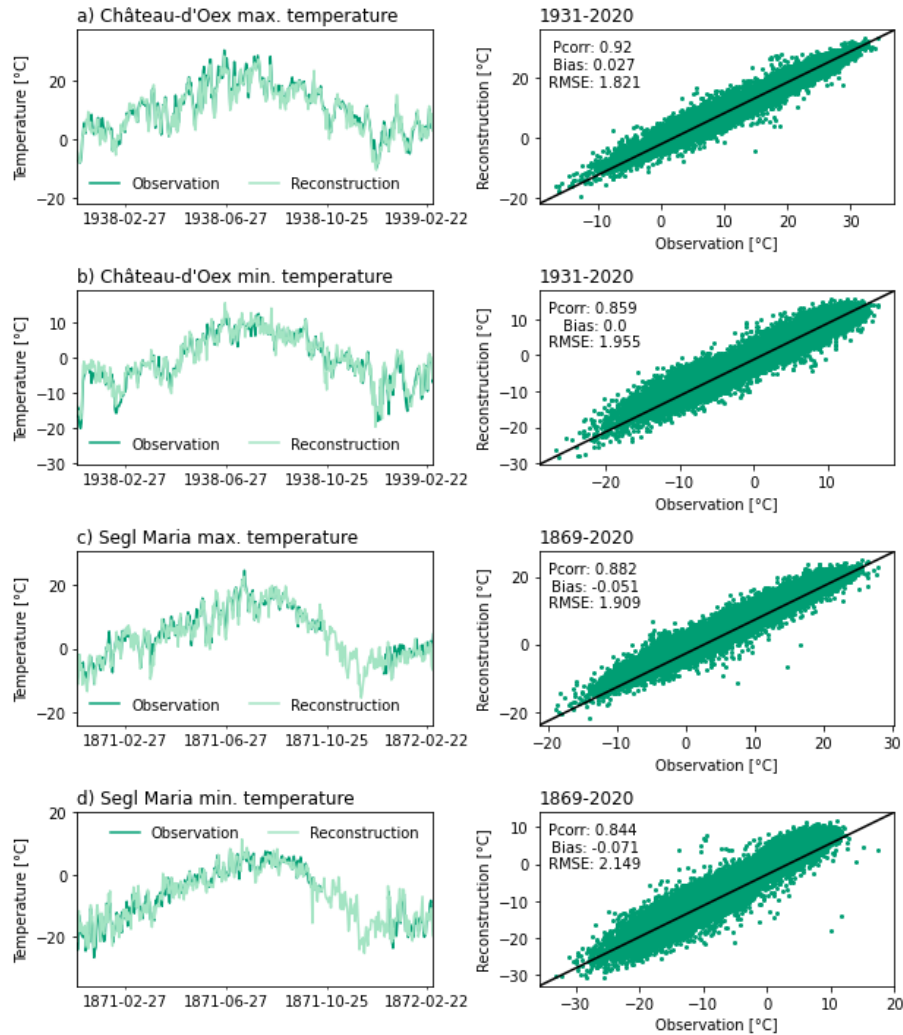 a) Château-d'Oex max. temperature
Temperature [°C]
20
0
−20
Observation
Reconstruction
1938-02-27
1938-06-27
1938-10-25
1939-02-22
1931-2020
Pcorr: 0.92
Bias: 0.027
RMSE: 1.821
Reconstruction [°C]
20
0
−20
−10
0
10
20
30
Observation [°C]
b) Château-d'Oex min. temperature
Temperature [°C]
10
0
−10
−20
−30
Observation
Reconstruction
1938-02-27
1938-06-27
1938-10-25
1939-02-22
1931-2020
Pcorr: 0.859
Bias: 0.0
RMSE: 1.955
Reconstruction [°C]
10
0
−10
−20
−30
−20
−10
0
10
Observation [°C]
c) Segl Maria max. temperature
Temperature [°C]
20
0
−20
Observation
Reconstruction
1871-02-27
1871-06-27
1871-10-25
1872-02-22
1869-2020
Pcorr: 0.882
Bias: -0.051
RMSE: 1.909
Reconstruction [°C]
20
0
−20
−20
−10
0
10
20
30
Observation [°C]
d) Segl Maria min. temperature
Temperature [°C]
20
0
−20
Observation
Reconstruction
1871-02-27
1871-06-27
1871-10-25
1872-02-22
1869-2020
Pcorr: 0.844
Bias: -0.071
RMSE: 2.149
Reconstruction [°C]
10
0
−10
−20
−30
−30
−20
−10
0
10
20
Observation [°C]